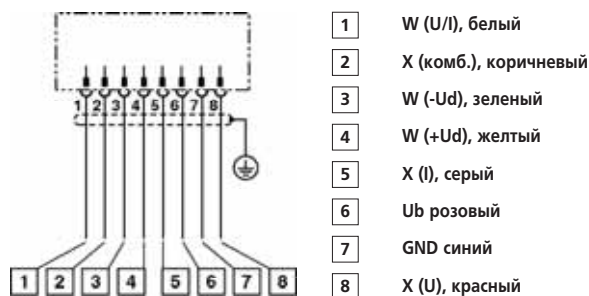 1 2 3 4 5 6 7 8
1 2 3 4 5 6 7 8
1 W (U/I), белый
2 X (комб.), коричневый
3 W (-Ud), зеленый
4 W (+Ud), желтый
5 X (I), серый
6 Ub розовый
7 GND синий
8 X (U), красный